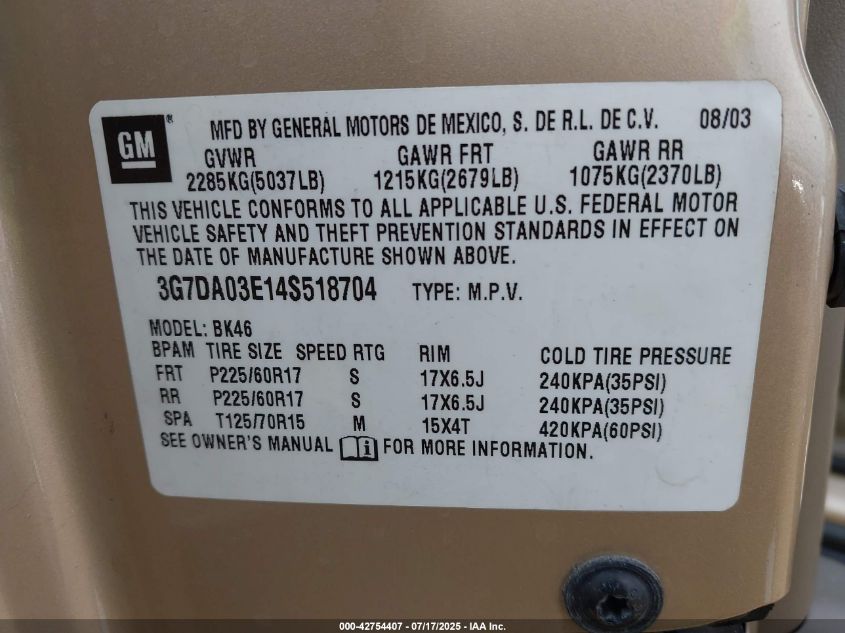 GM® MFD BY GENERAL MOTORS DE MEXICO, S. DE R.L. DE C.V. 08/03
GVWR GAWR FRT GAWR RR
2285KG(5037LB) 1215KG(2679LB) 1075KG(2370LB)
THIS VEHICLE CONFORMS TO ALL APPLICABLE U.S. FEDERAL MOTOR
VEHICLE SAFETY AND THEFT PREVENTION STANDARDS IN EFFECT ON
THE DATE OF MANUFACTURE SHOWN ABOVE.
3G7DA03E14S518704 TYPE: M.P.V.
MODEL: BK46
BPAM TIRE SIZE SPEED RTG RIM COLD TIRE PRESSURE
FRT P225/60R17 S 17X6.5J 240KPA(35PSI)
RR P225/60R17 S 17X6.5J 240KPA(35PSI)
SPA T125/70R15 M 15X4T 420KPA(60PSI)
SEE OWNER'S MANUAL i FOR MORE INFORMATION.
000-42754407 - 07/17/2025 - IAA Inc.